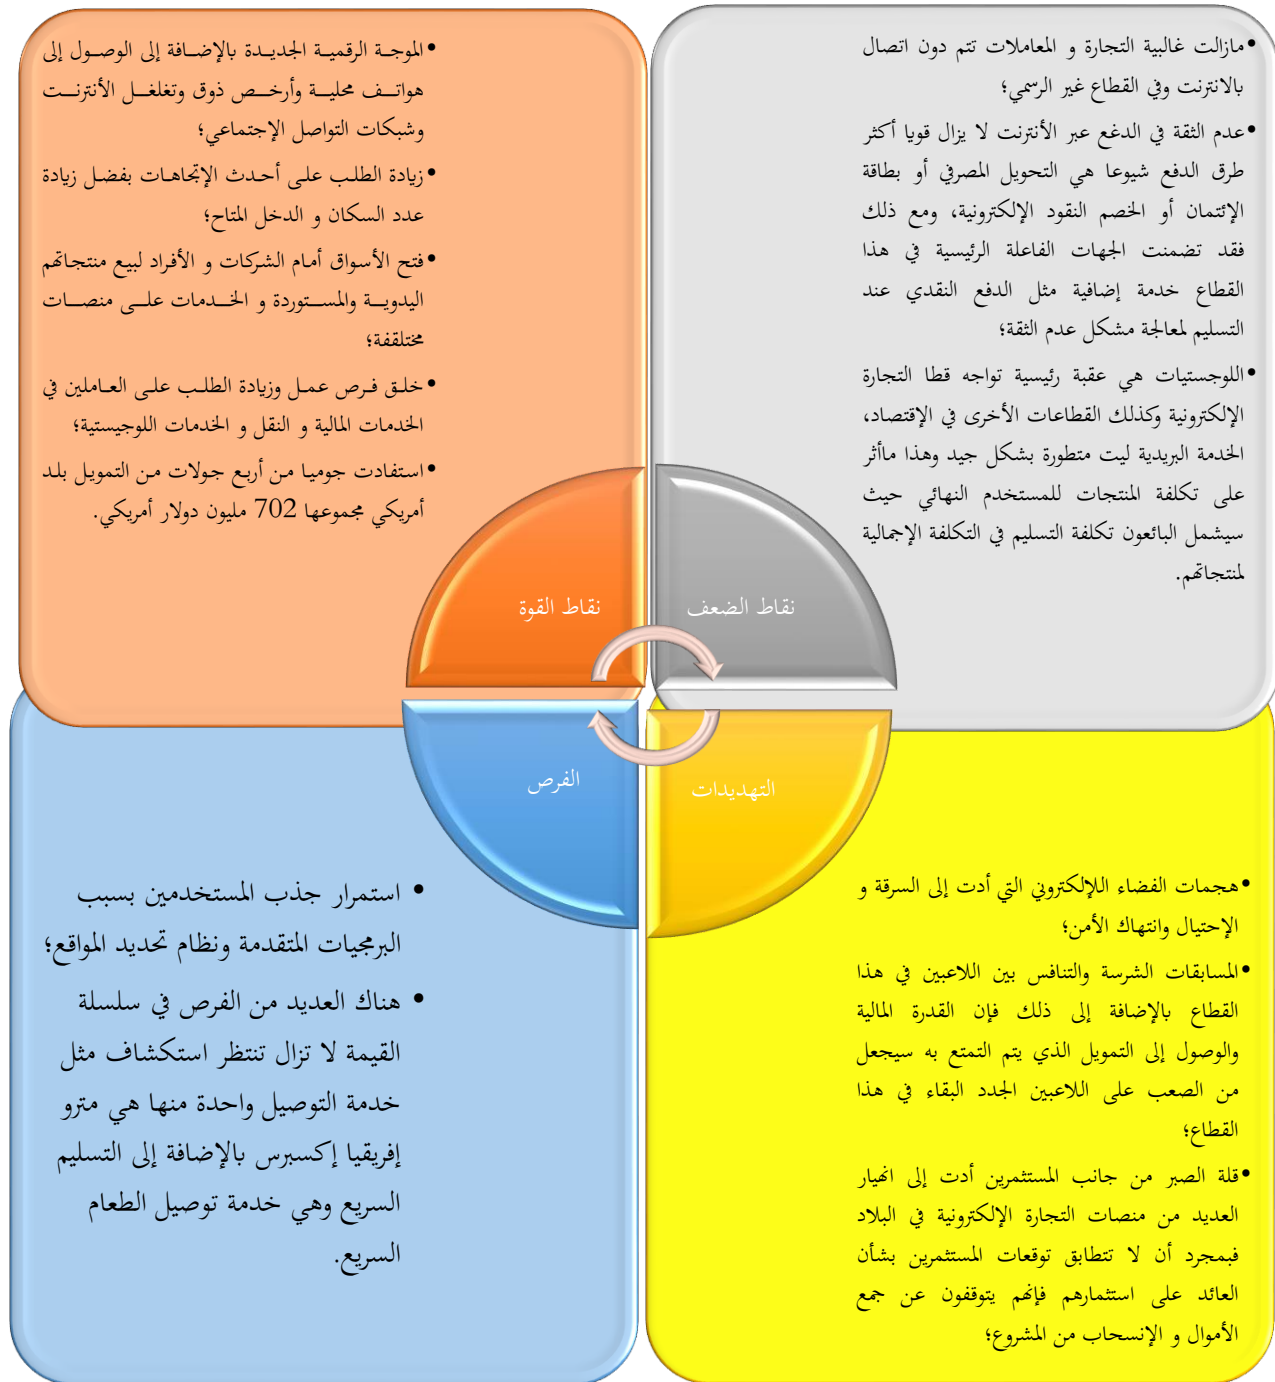 •مازالت غالبية التجارة و المعاملات تتم دون اتصال
بالانترنت وفي القطاع غير الرسمي؛
•عدم الثقة في الدغع عبر الأنترنت لا يزال قويا أكثر
طرق الدفع شيوعا هي التحويل المصرفي أو بطاقة
الإئتمان أو الخصم النقود الإلكترونية، ومع ذلك
فقد تضمنت الجهات الفاعلة الرئيسية في هذا
القطاع خدمة إضافية مثل الدفع النقدي عند
التسليم لمعالجة مشكل عدم الثقة؛
•اللوجستيات هي عقبة رئيسية تواجه قطا التجارة
الإلكترونية وكذلك القطاعات الأخرى في الإقتصاد،
الخدمة البريدية ليت متطورة بشكل جيد وهذا ماأثر
على تكلفة المنتجات للمستخدم النهائي حيث
سيشمل البائعون تكلفة التسليم في التكلفة الإجمالية
لمنتجاتهم.
•الموجة الرقمية الجديدة بالإضافة إلى الوصول إلى
هواتف محلية وأرخص ذوق وتغلغل الأنترنت
وشبكات التواصل الإجتماعي؛
•زيادة الطلب على أحدث الإتجاهات بفضل زيادة
عدد السكان و الدخل المتاح؛
•فتح الأسواق أمام الشركات و الأفراد لبيع منتجاتهم
اليدوية والمستوردة و الخدمات على منصات
مختلقفة؛
•خلق فرص عمل وزيادة الطلب على العاملين في
الخدمات المالية و النقل و الخدمات اللوجيستية؛
•استفادت جوميا من أربع جولات من التمويل بلد
أمريكي مجموعها 702 مليون دولار أمريكي.
نقاط الضعف
نقاط القوة
التهديدات
الفرص
•هجمات الفضاء اللإلكتروني التي أدت إلى السرقة و
الإحتيال وانتهاك الأمن؛
•المسابقات الشرسة والتنافس بين اللاعبين في هذا
القطاع بالإضافة إلى ذلك فإن القدرة المالية
والوصول إلى التمويل الذي يتم التمتع به سيجعل
من الصعب على اللاعبين الجدد البقاء في هذا
القطاع؛
•قلة الصبر من جانب المستثمرين أدت إلى انهيار
العديد من منصات التجارة الإلكترونية في البلاد
فبمجرد أن لا تتطابق توقعات المستثمرين بشأن
العائد على استثمارهم فإنهم يتوقفون عن جمع
الأموال و الإنسحاب من المشروع؛
• استمرار جذب المستخدمين بسبب
البرمجيات المتقدمة ونظام تحديد المواقع؛
• هناك العديد من الفرص في سلسلة
القيمة لا تزال تنتظر استكشاف مثل
خدمة التوصيل واحدة منها هي مترو
إفريقيا إكسبرس بالإضافة إلى التسليم
السريع وهي خدمة توصيل الطعام
السريع.